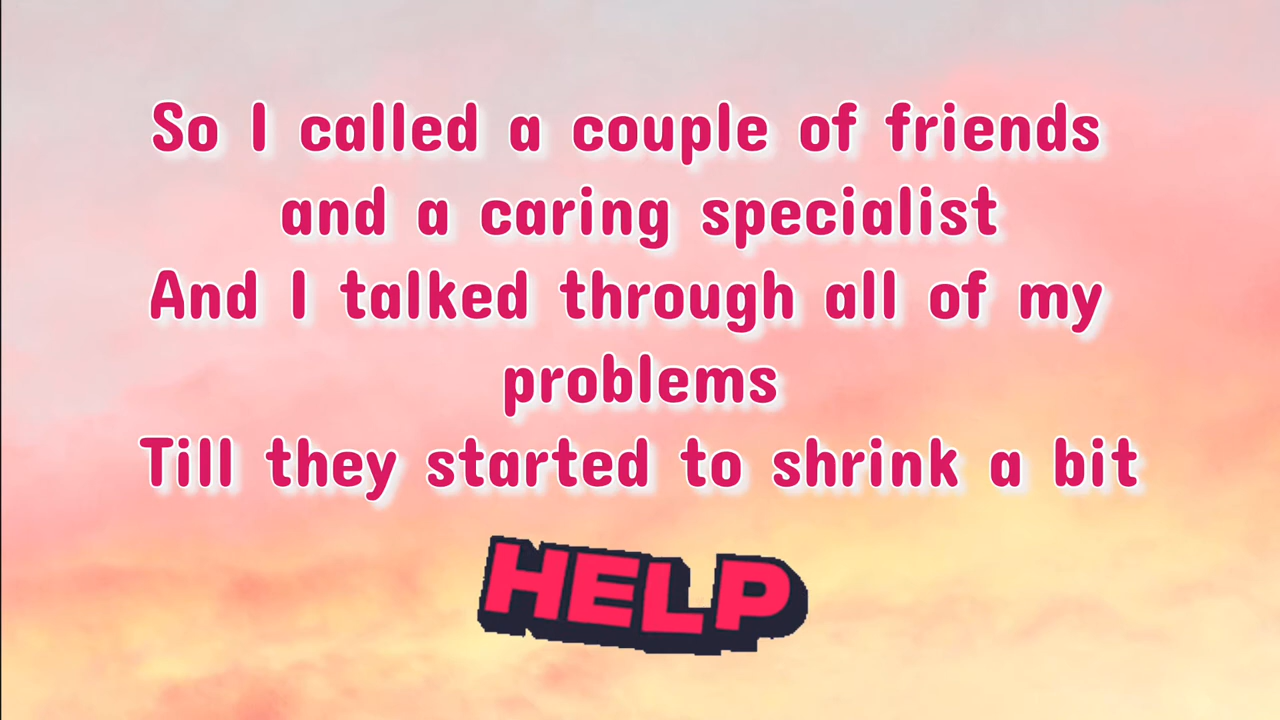 So I called a couple of friends
and a caring specialist
And I talked through all of my
problems
Till they started to shrink a bit
HELP